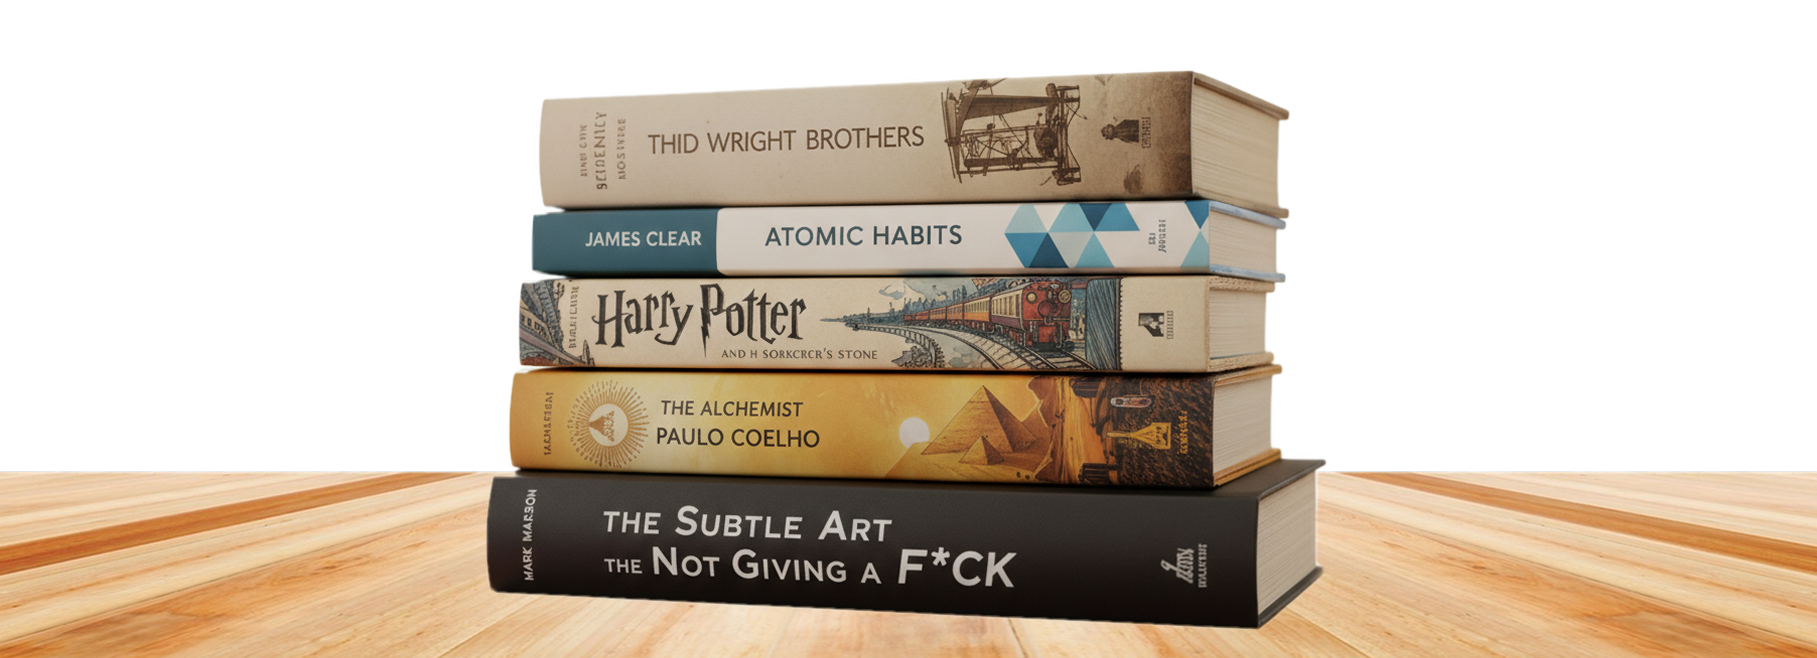 THID WRIGHT BROTHERS
JAMES CLEAR
ATOMIC HABITS
Harry Potter
AND H SORKCRCR'S STONE
THE ALCHEMIST
PAULO COELHO
MARK MARSON
THE SUBTLE ART
THE NOT GIVING A F*CK